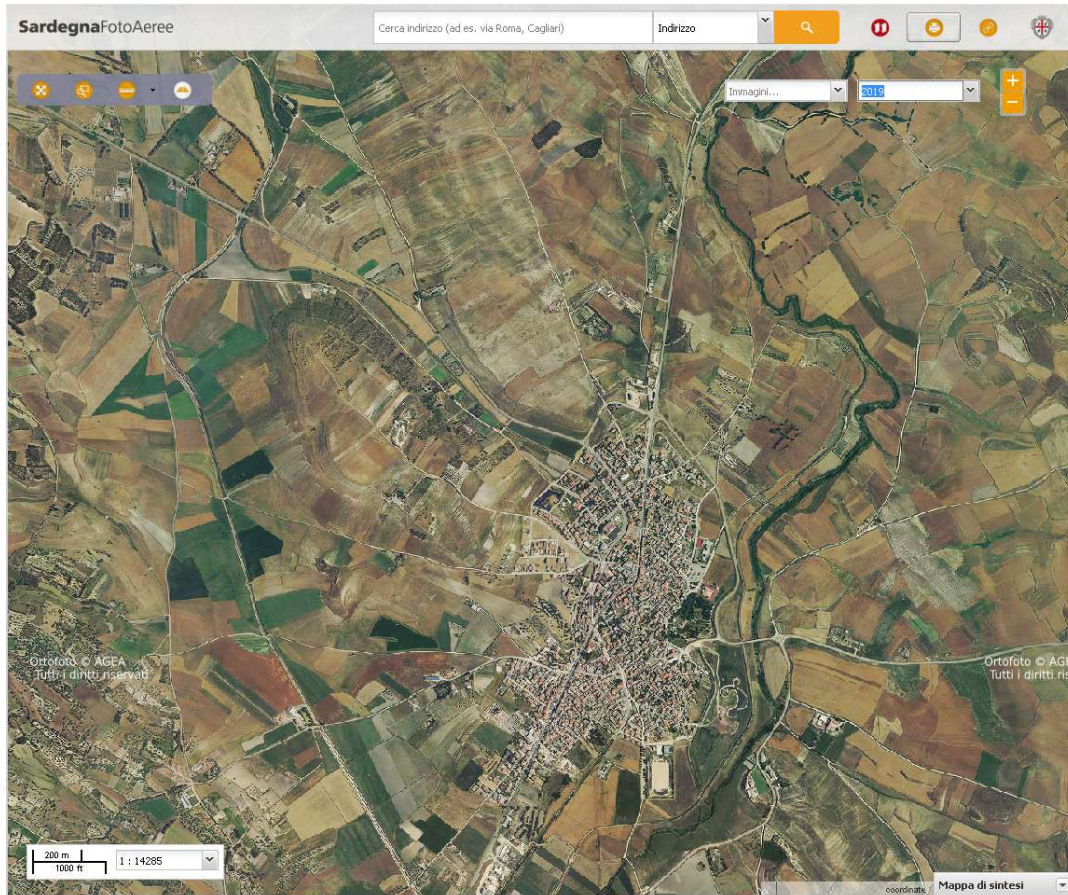 SardegnaFotoAeree
Cerca indirizzo (ad es. via Roma, Cagliari)
Indirizzo
Immagini...
2019
+
−
Ortofoto © AGEA
Tutti i diritti riservati
Ortofoto © AGE
Tutti i diritti ris
200 m
1000 ft
1 : 14285
coordinate
Mappa di sintesi